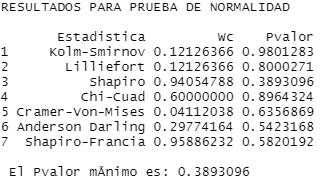 RESULTADOS PARA PRUEBA DE NORMALIDAD
Estadistica Wc Pvalor
1 Kolm-Smirnov 0.12126366 0.9801283
2 Lilliefort 0.12126366 0.8000271
3 Shapiro 0.94054788 0.3893096
4 Chi-Cuad 0.60000000 0.8964324
5 Cramer-Von-Mises 0.04112038 0.6356869
6 Anderson Darling 0.29774164 0.5423168
7 Shapiro-Francia 0.95886232 0.5820192
El Pvalor mÃnimo es: 0.3893096